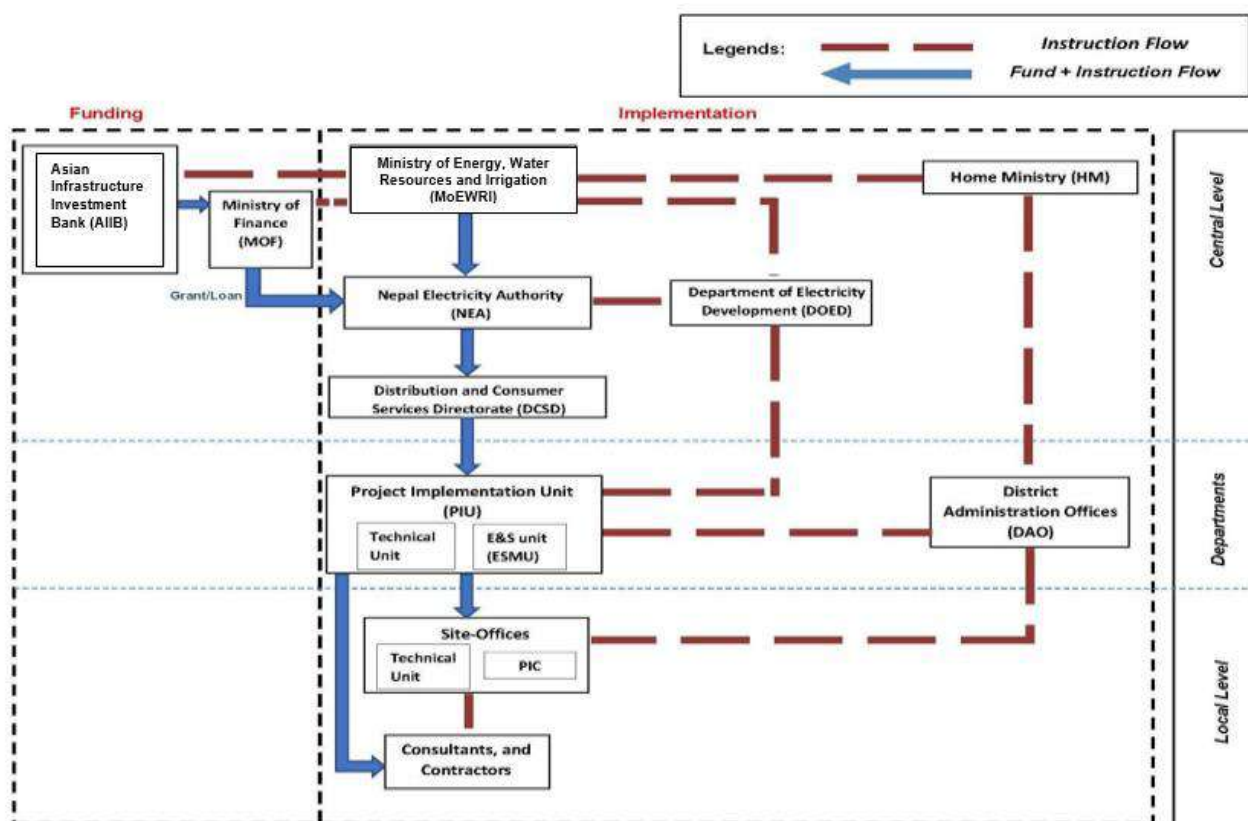 Legends:
Instruction Flow
Fund + Instruction Flow
Funding
Implementation
Asian
Infrastructure
Investment
Bank (AIIB)
Ministry of
Finance
(MOF)
Grant/Loan
Ministry of Energy, Water
Resources and Irrigation
(MoEWRI)
Home Ministry (HM)
Central Level
Nepal Electricity Authority
(NEA)
Department of Electricity
Development (DOED)
Distribution and Consumer
Services Directorate (DCSD)
Project Implementation Unit
(PIU)
Technical
Unit
E&S unit
(ESMU)
District
Administration Offices
(DAO)
Departments
Site-Offices
Technical
Unit
PIC
Consultants, and
Contractors
Local Level